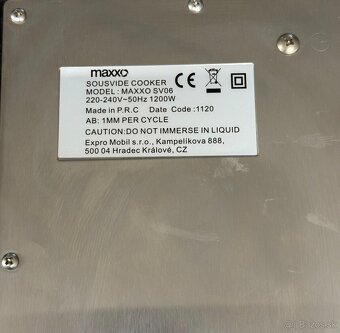 maxxo
SOUSVIDE COOKER
MODEL : MAXXO SV06
220-240V~50Hz 1200W
Made in P.R.C Date Code :1120
AB: 1MM PER CYCLE
CAUTION:DO NOT IMMERSE IN LIQUID
Expro Mobil s.r.o., Kampelíkova 888,
500 04 Hradec Králové, CZ